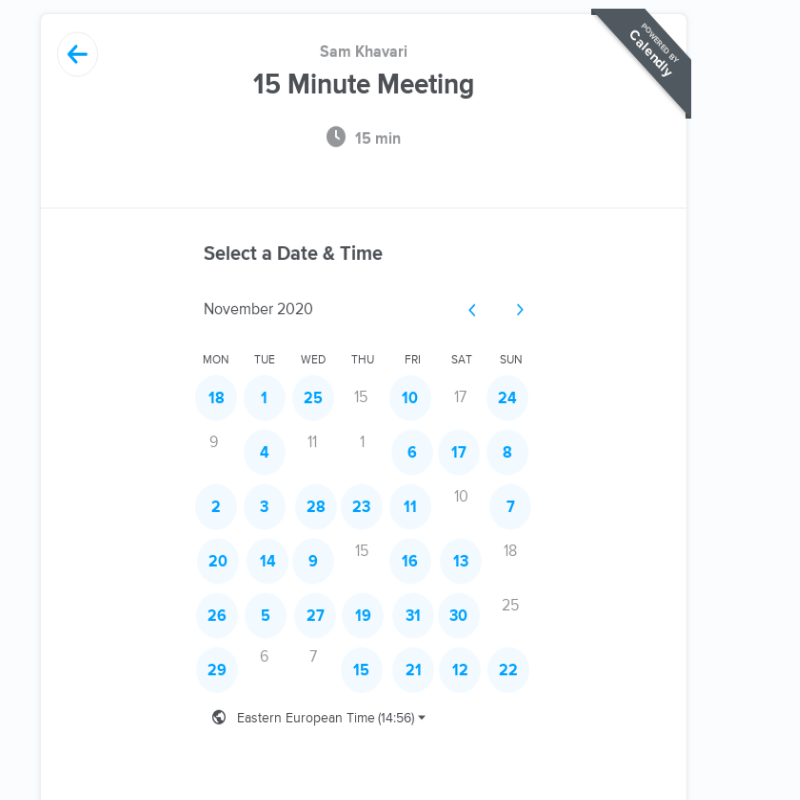 POWERED BY
Calendly
Sam Khavari
15 Minute Meeting
15 min
Select a Date & Time
November 2020
MON TUE WED THU FRI SAT SUN
18 1 25 15 10 17 24
9 4 11 1 6 17 8
2 3 28 23 11 10 7
20 14 9 15 16 13 18
26 5 27 19 31 30 25
29 6 7 15 21 12 22
Eastern European Time (14:56)